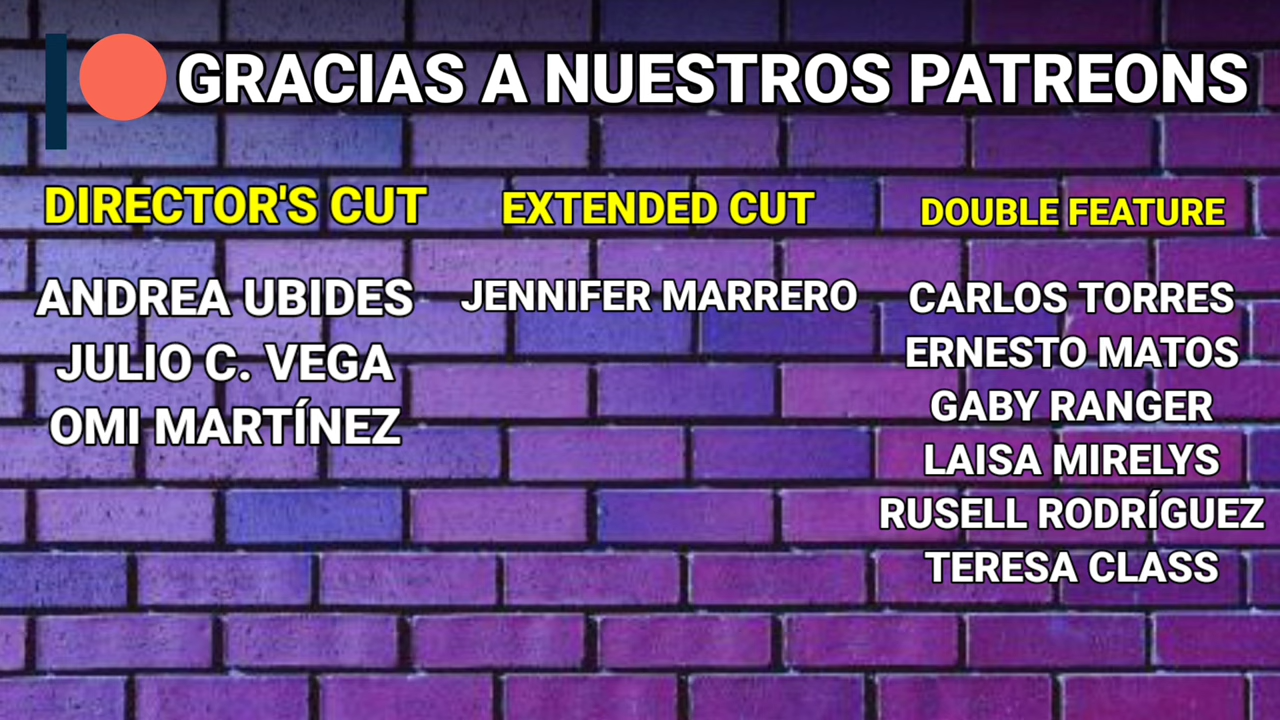 GRACIAS A NUESTROS PATREONS
DIRECTOR'S CUT
ANDREA UBIDES
JULIO C. VEGA
OMI MARTÍNEZ
EXTENDED CUT
JENNIFER MARRERO
DOUBLE FEATURE
CARLOS TORRES
ERNESTO MATOS
GABY RANGER
LAISA MIRELYS
RUSELL RODRÍGUEZ
TERESA CLASS